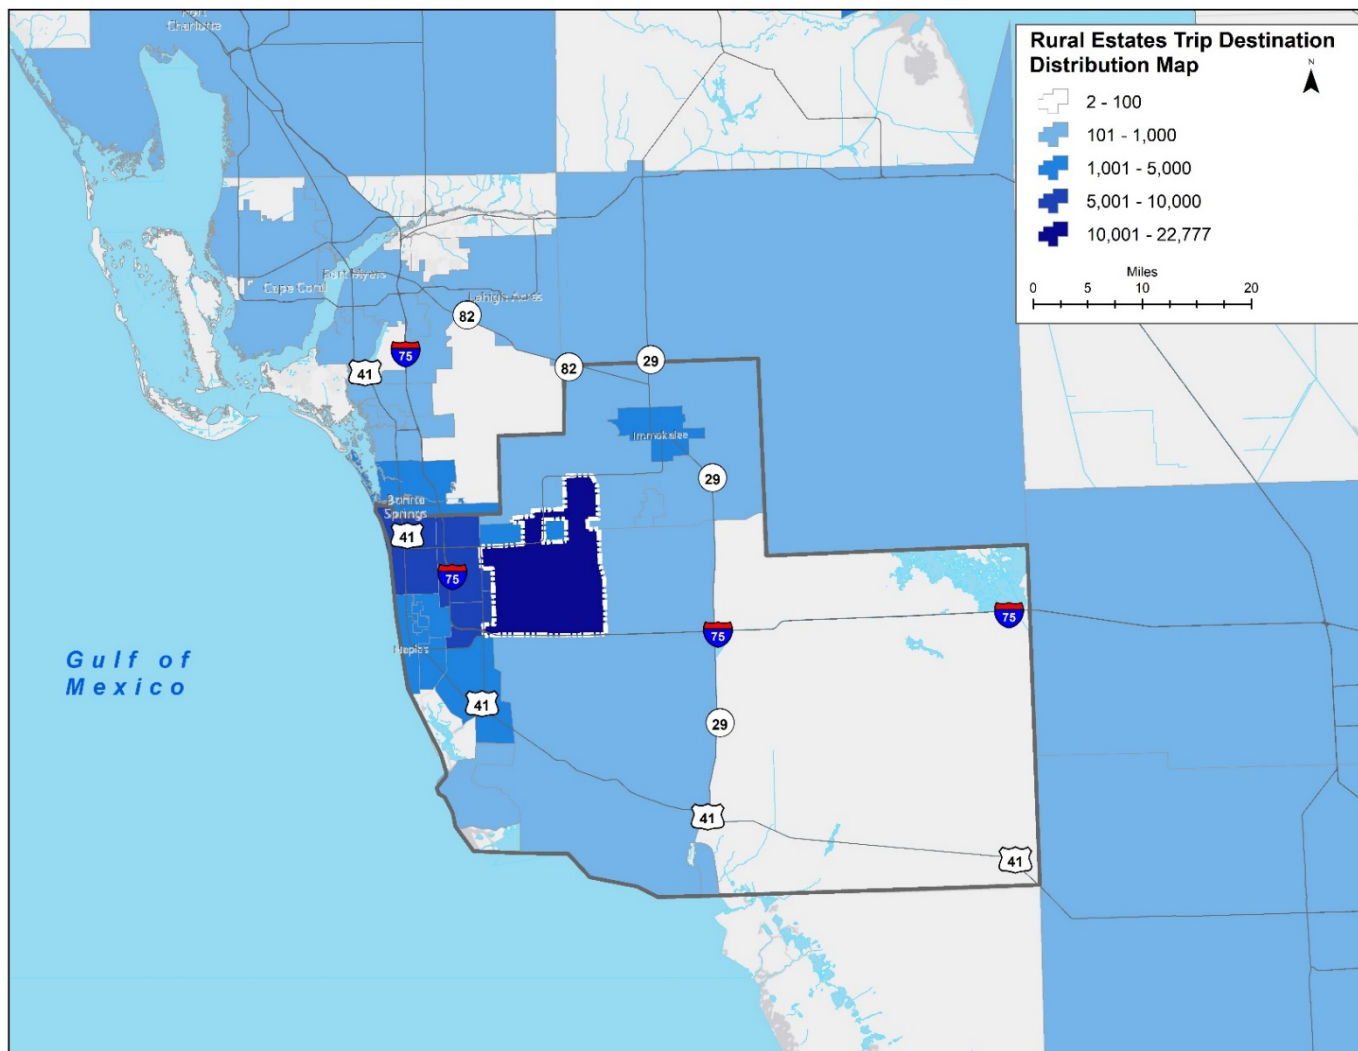 Port
Charlotte
Rural Estates Trip Destination
Distribution Map
N
2 - 100
101 - 1,000
1,001 - 5,000
5,001 - 10,000
10,001 - 22,777
Miles
0 5 10 20
Fort Myers
Cape Coral
Lehigh Acres
82
75
41
82
29
Immokalee
29
Bonita
Springs
41
75
75
75
Naples
Gulf of
Mexico
41
29
41
41